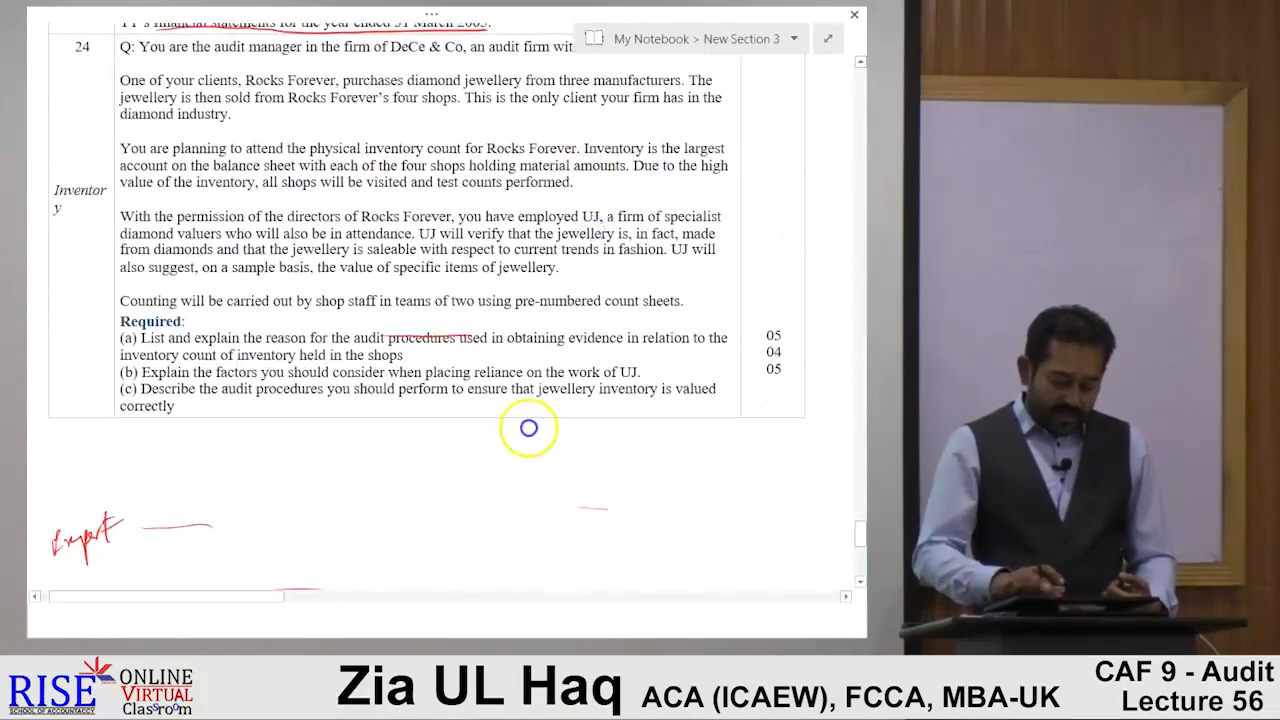 My Notebook > New Section 3
24
Q: You are the audit manager in the firm of DeCe & Co, an audit firm
One of your clients, Rocks Forever, purchases diamond jewellery from three manufacturers. The
jewellery is then sold from Rocks Forever's four shops. This is the only client your firm has in the
diamond industry.
You are planning to attend the physical inventory count for Rocks Forever. Inventory is the largest
account on the balance sheet with each of the four shops holding material amounts. Due to the high
value of the inventory, all shops will be visited and test counts performed.
Inventor
y
With the permission of the directors of Rocks Forever, you have employed UJ, a firm of specialist
diamond valuers who will also be in attendance. UJ will verify that the jewellery is, in fact, made
from diamonds and that the jewellery is saleable with respect to current trends in fashion. UJ will
also suggest, on a sample basis, the value of specific items of jewellery.
Counting will be carried out by shop staff in teams of two using pre-numbered count sheets.
Required:
(a) List and explain the reason for the audit procedures used in obtaining evidence in relation to the
inventory count of inventory held in the shops
(b) Explain the factors you should consider when placing reliance on the work of UJ.
(c) Describe the audit procedures you should perform to ensure that jewellery inventory is valued
correctly
05
04
05
Expert
RISE
SCHOOL OF ACCOUNTANCY
ONLINE
VIRTUAL
Classroom
Zia UL Haq
ACA (ICAEW), FCCA, MBA-UK
CAF 9 - Audit
Lecture 56